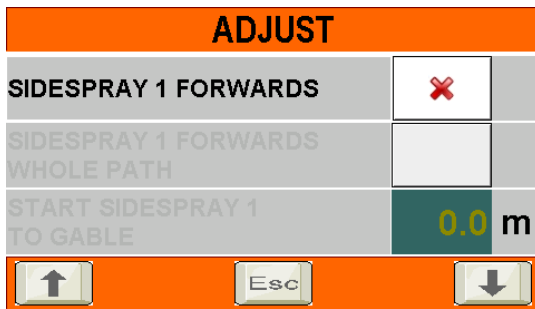 ADJUST
SIDESPRAY 1 FORWARDS
SIDESPRAY 1 FORWARDS
WHOLE PATH
START SIDESPRAY 1
TO GABLE
0.0 m
Esc